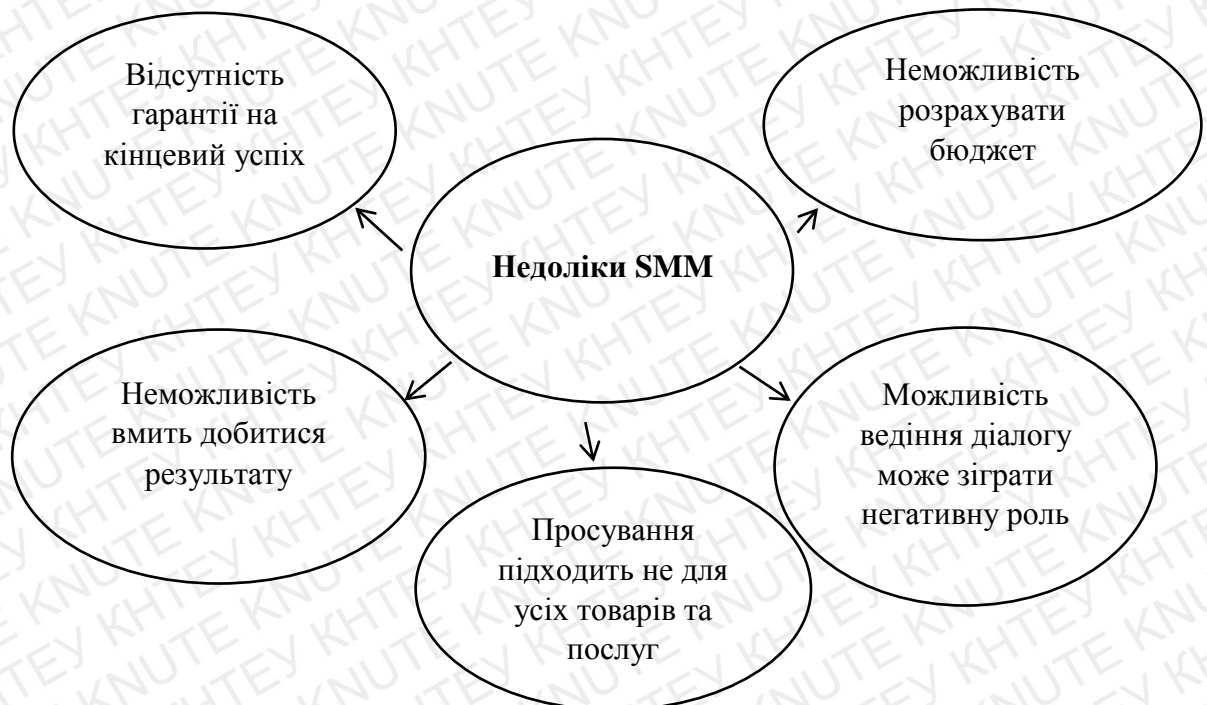 Відсутність
гарантії на
кінцевий успіх
Неможливість
розрахувати
бюджет
Недоліки SMM
Неможливість
вмить добитися
результату
Можливість
ведіння діалогу
може зіграти
негативну роль
Просування
підходить не для
усіх товарів та
послуг